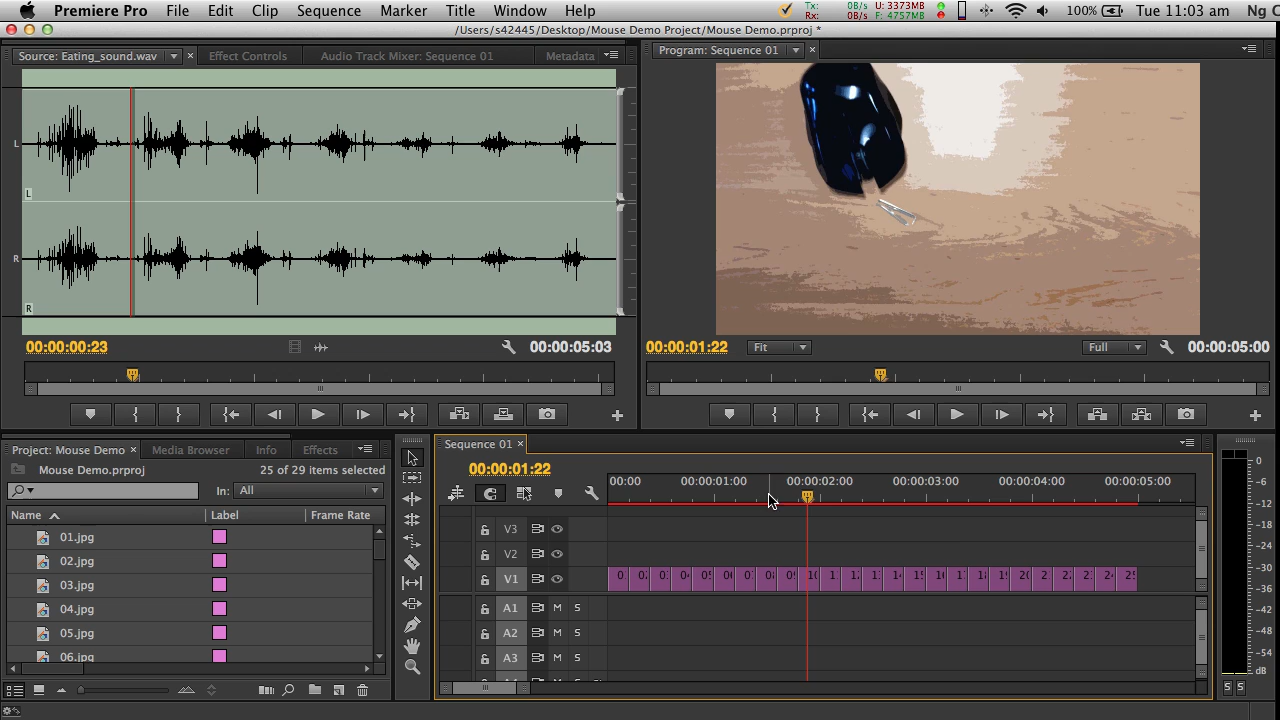 Premiere Pro File Edit Clip Sequence Marker Title Window Help Tx: 0B/s U: 3373MB Rx: 0B/s F: 4757MB 100% Tue 11:03 am Ng C
/Users/s42445/Desktop/Mouse Demo Project/Mouse Demo.prproj *
Source: Eating_sound.wav × Effect Controls Audio Track Mixer: Sequence 01 Metadata
Program: Sequence 01 ×
L
L
R
R
00:00:00:23 00:00:05:03
00:00:01:22 Fit Full 00:00:05:00
Project: Mouse Demo × Media Browser Info Effects
Mouse Demo.prproj 25 of 29 items selected
In: All
Name Label Frame Rate
01.jpg
02.jpg
03.jpg
04.jpg
05.jpg
06.jpg
Sequence 01 ×
00:00:01:22
00:00 00:00:01:00 00:00:02:00 00:00:03:00 00:00:04:00 00:00:05:00
V3
V2
V1
A1 M S
A2 M S
A3 M S
0
-6
-12
-18
-24
-30
-36
-42
-48
-54
dB
S S